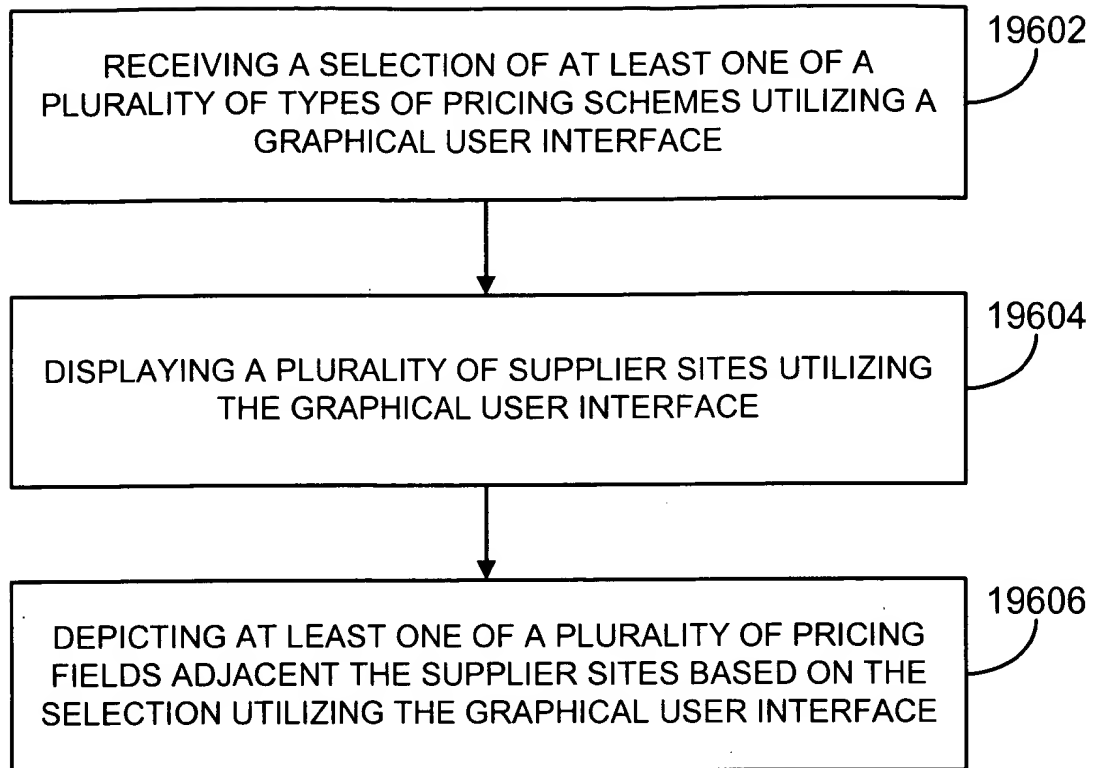 19602
RECEIVING A SELECTION OF AT LEAST ONE OF A
PLURALITY OF TYPES OF PRICING SCHEMES UTILIZING A
GRAPHICAL USER INTERFACE
19604
DISPLAYING A PLURALITY OF SUPPLIER SITES UTILIZING
THE GRAPHICAL USER INTERFACE
19606
DEPICTING AT LEAST ONE OF A PLURALITY OF PRICING
FIELDS ADJACENT THE SUPPLIER SITES BASED ON THE
SELECTION UTILIZING THE GRAPHICAL USER INTERFACE